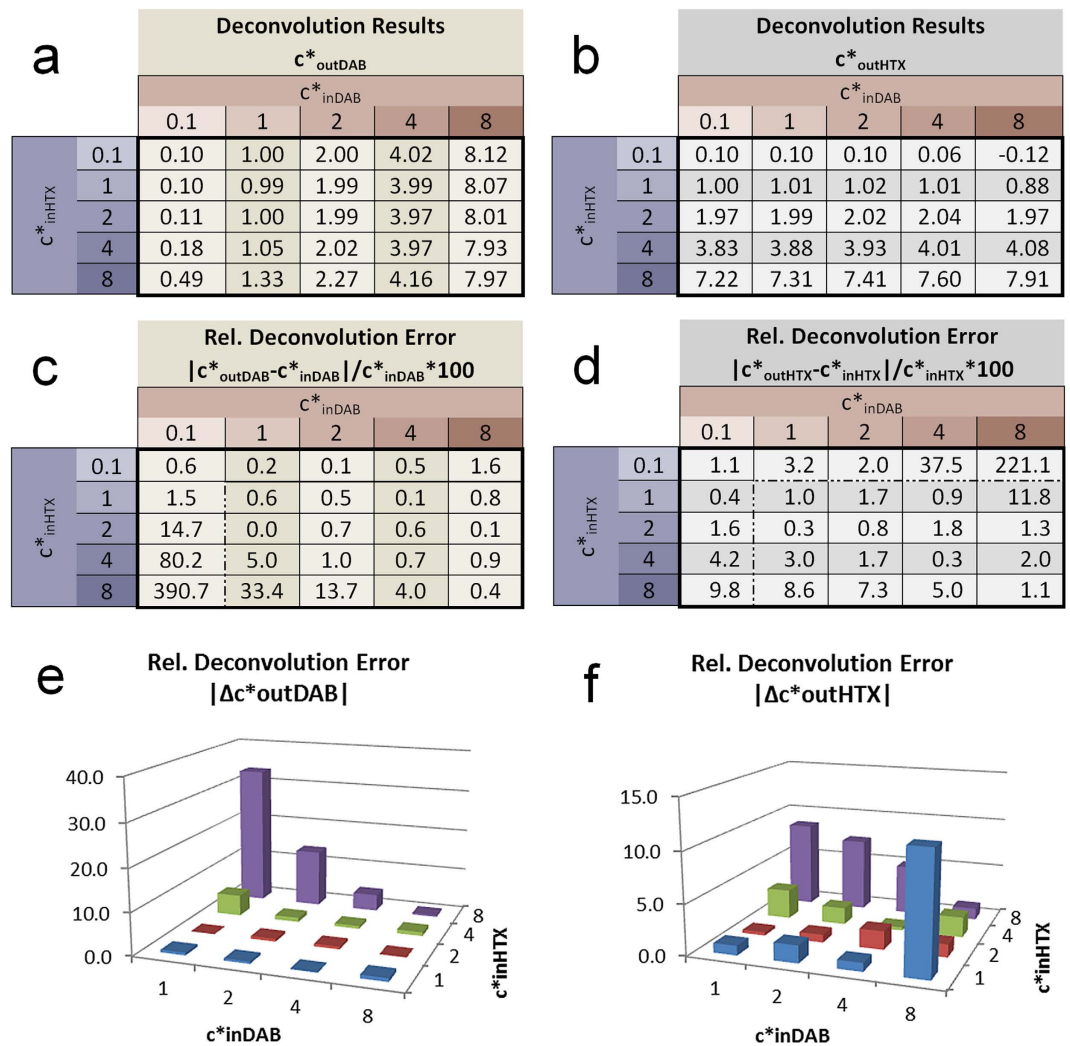 a
Deconvolution Results
c*outDAB
c*inDAB
0.1 1 2 4 8
c*inHTX
0.1 0.10 1.00 2.00 4.02 8.12
1 0.10 0.99 1.99 3.99 8.07
2 0.11 1.00 1.99 3.97 8.01
4 0.18 1.05 2.02 3.97 7.93
8 0.49 1.33 2.27 4.16 7.97
b
Deconvolution Results
c*outHTX
c*inDAB
0.1 1 2 4 8
c*inHTX
0.1 0.10 0.10 0.10 0.06 -0.12
1 1.00 1.01 1.02 1.01 0.88
2 1.97 1.99 2.02 2.04 1.97
4 3.83 3.88 3.93 4.01 4.08
8 7.22 7.31 7.41 7.60 7.91
c
Rel. Deconvolution Error
|c*outDAB-c*inDAB|/c*inDAB*100
c*inDAB
0.1 1 2 4 8
c*inHTX
0.1 0.6 0.2 0.1 0.5 1.6
1 1.5 0.6 0.5 0.1 0.8
2 14.7 0.0 0.7 0.6 0.1
4 80.2 5.0 1.0 0.7 0.9
8 390.7 33.4 13.7 4.0 0.4
d
Rel. Deconvolution Error
|c*outHTX-c*inHTX|/c*inHTX*100
c*inDAB
0.1 1 2 4 8
c*inHTX
0.1 1.1 3.2 2.0 37.5 221.1
1 0.4 1.0 1.7 0.9 11.8
2 1.6 0.3 0.8 1.8 1.3
4 4.2 3.0 1.7 0.3 2.0
8 9.8 8.6 7.3 5.0 1.1
e
Rel. Deconvolution Error
|Δc*outDAB|
40.0
30.0
20.0
10.0
0.0
1 2 4 8
c*inDAB
8
4
2
1
c*inHTX
f
Rel. Deconvolution Error
|Δc*outHTX|
15.0
10.0
5.0
0.0
1 2 4 8
c*inDAB
8
4
2
1
c*inHTX